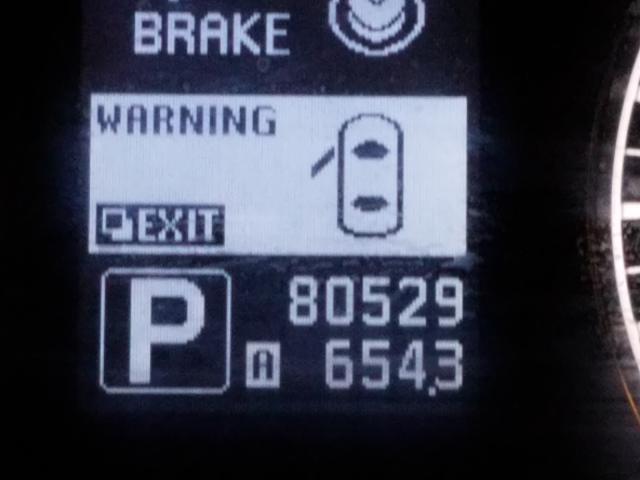 BRAKE
WARNING
EXIT
P 80529
A 654.3